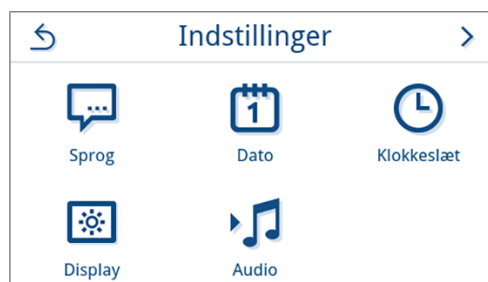 Indstillinger
Sprog
Dato
1
Klokkeslæt
Display
Audio